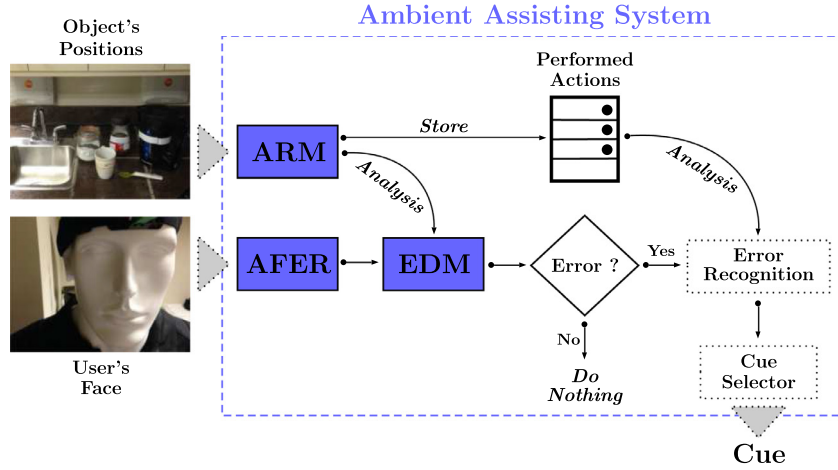 Ambient Assisting System
Object's
Positions
Performed
Actions
ARM
Store
Analysis
Analysis
AFER
EDM
Error ?
Yes
Error
Recognition
No
Do
Nothing
User's
Face
Cue
Selector
Cue